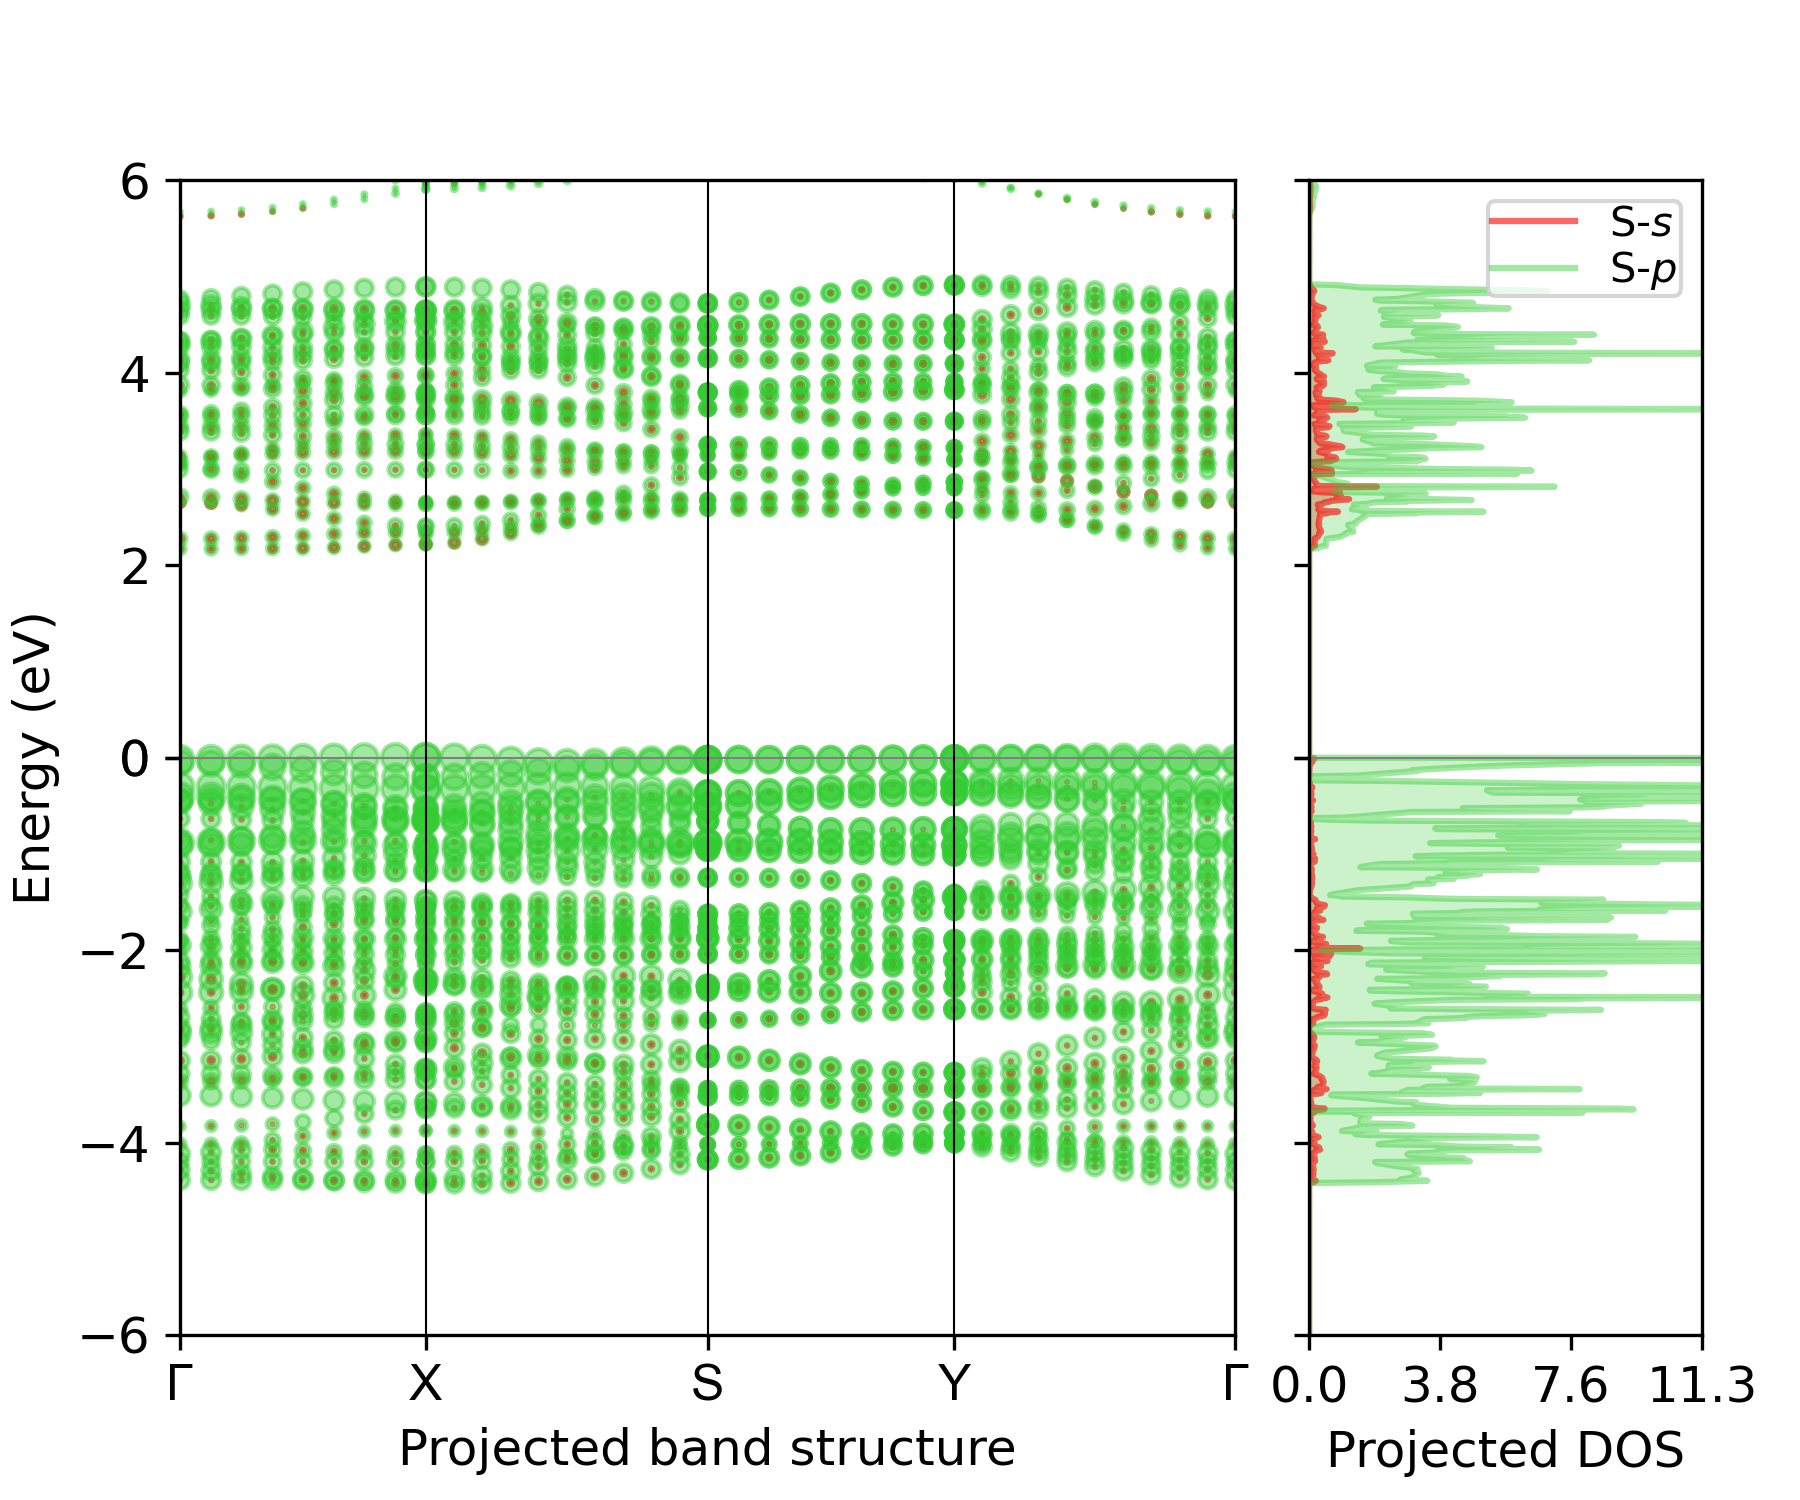 6
4
2
0
−2
−4
−6
Energy (eV)
Γ X S Y Γ
Projected band structure
S-s
S-p
0.0 3.8 7.6 11.3
Projected DOS